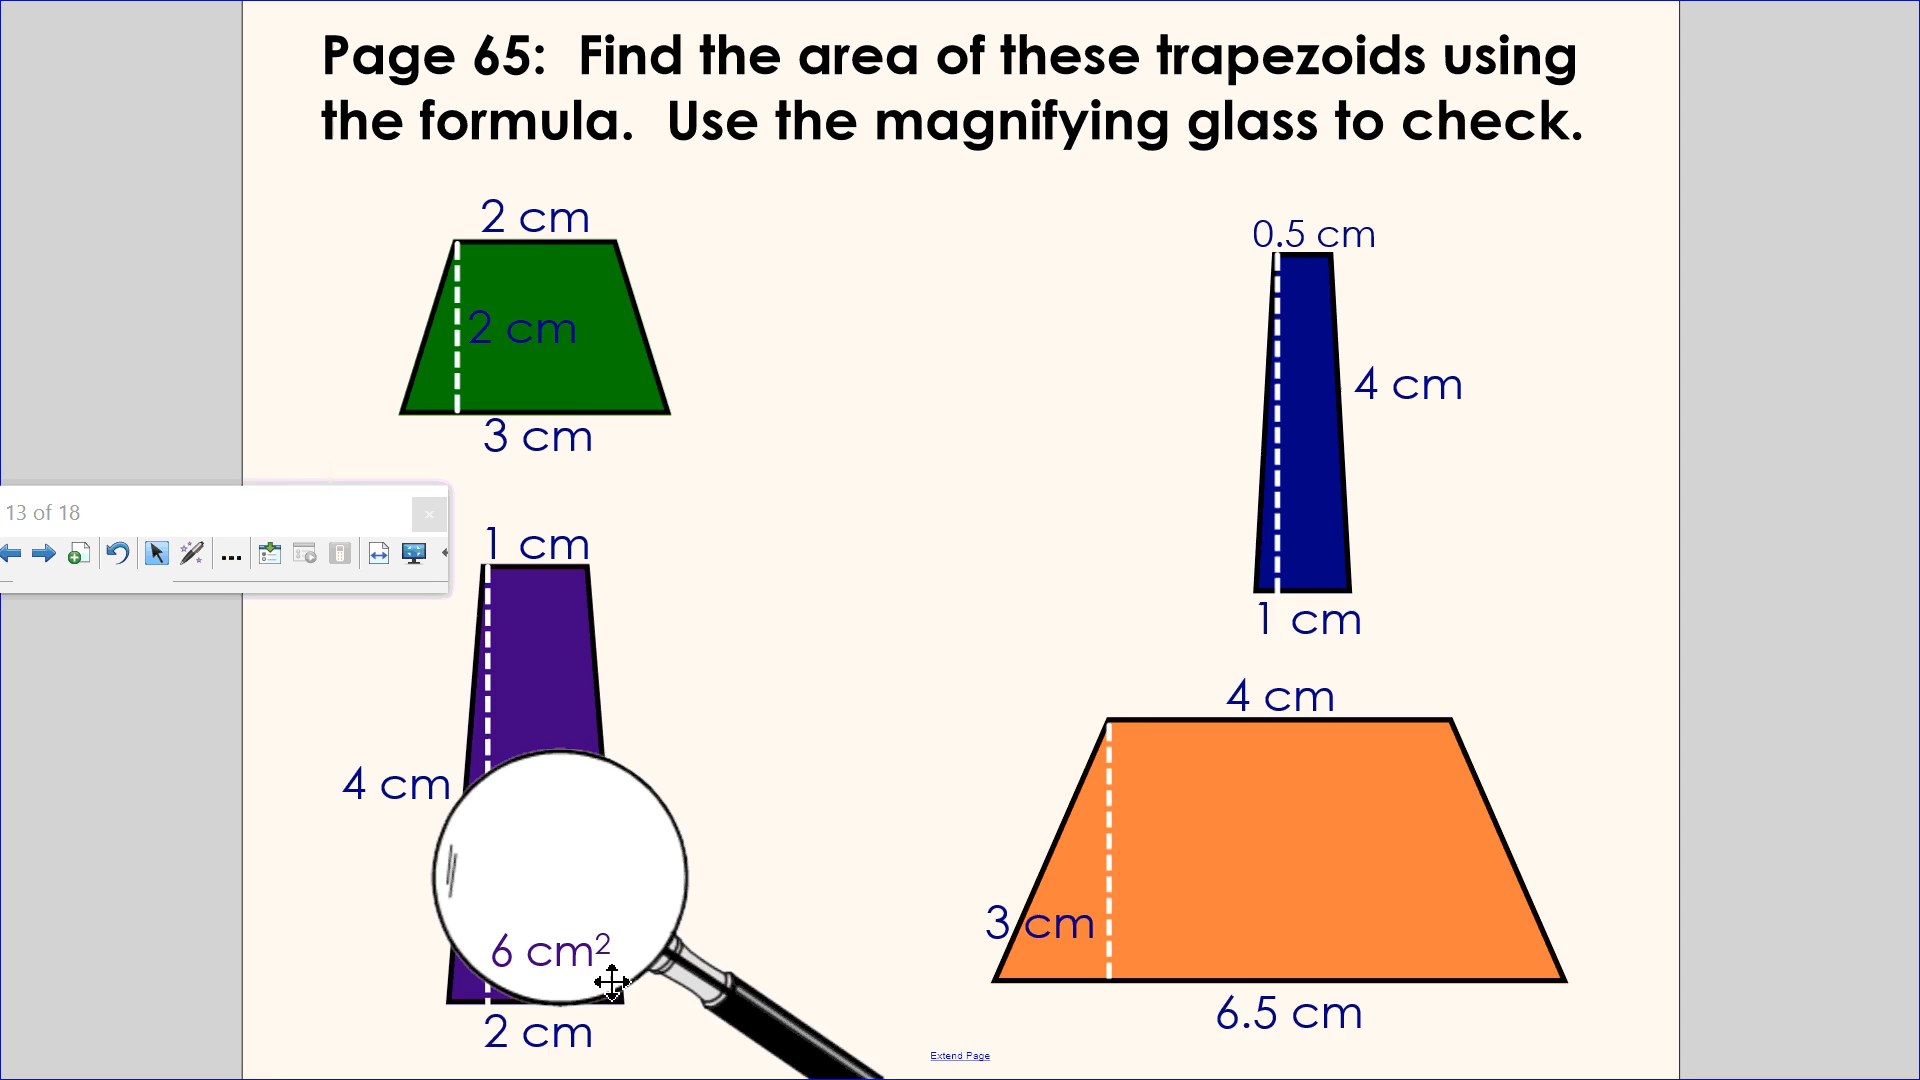 Page 65: Find the area of these trapezoids using
the formula. Use the magnifying glass to check.
2 cm
2 cm
3 cm
0.5 cm
4 cm
1 cm
13 of 18
1 cm
4 cm
6 cm²
2 cm
4 cm
3 cm
6.5 cm
Extend Page